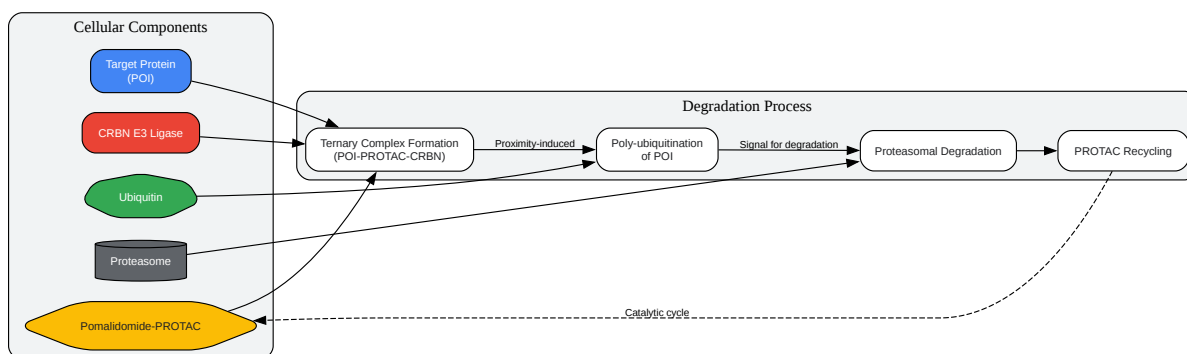 Cellular Components
Target Protein
(POI)
CRBN E3 Ligase
Ubiquitin
Proteasome
Pomalidomide-PROTAC
Degradation Process
Ternary Complex Formation
(POI-PROTAC-CRBN)
Proximity-induced
Poly-ubiquitination
of POI
Signal for degradation
Proteasomal Degradation
PROTAC Recycling
Catalytic cycle